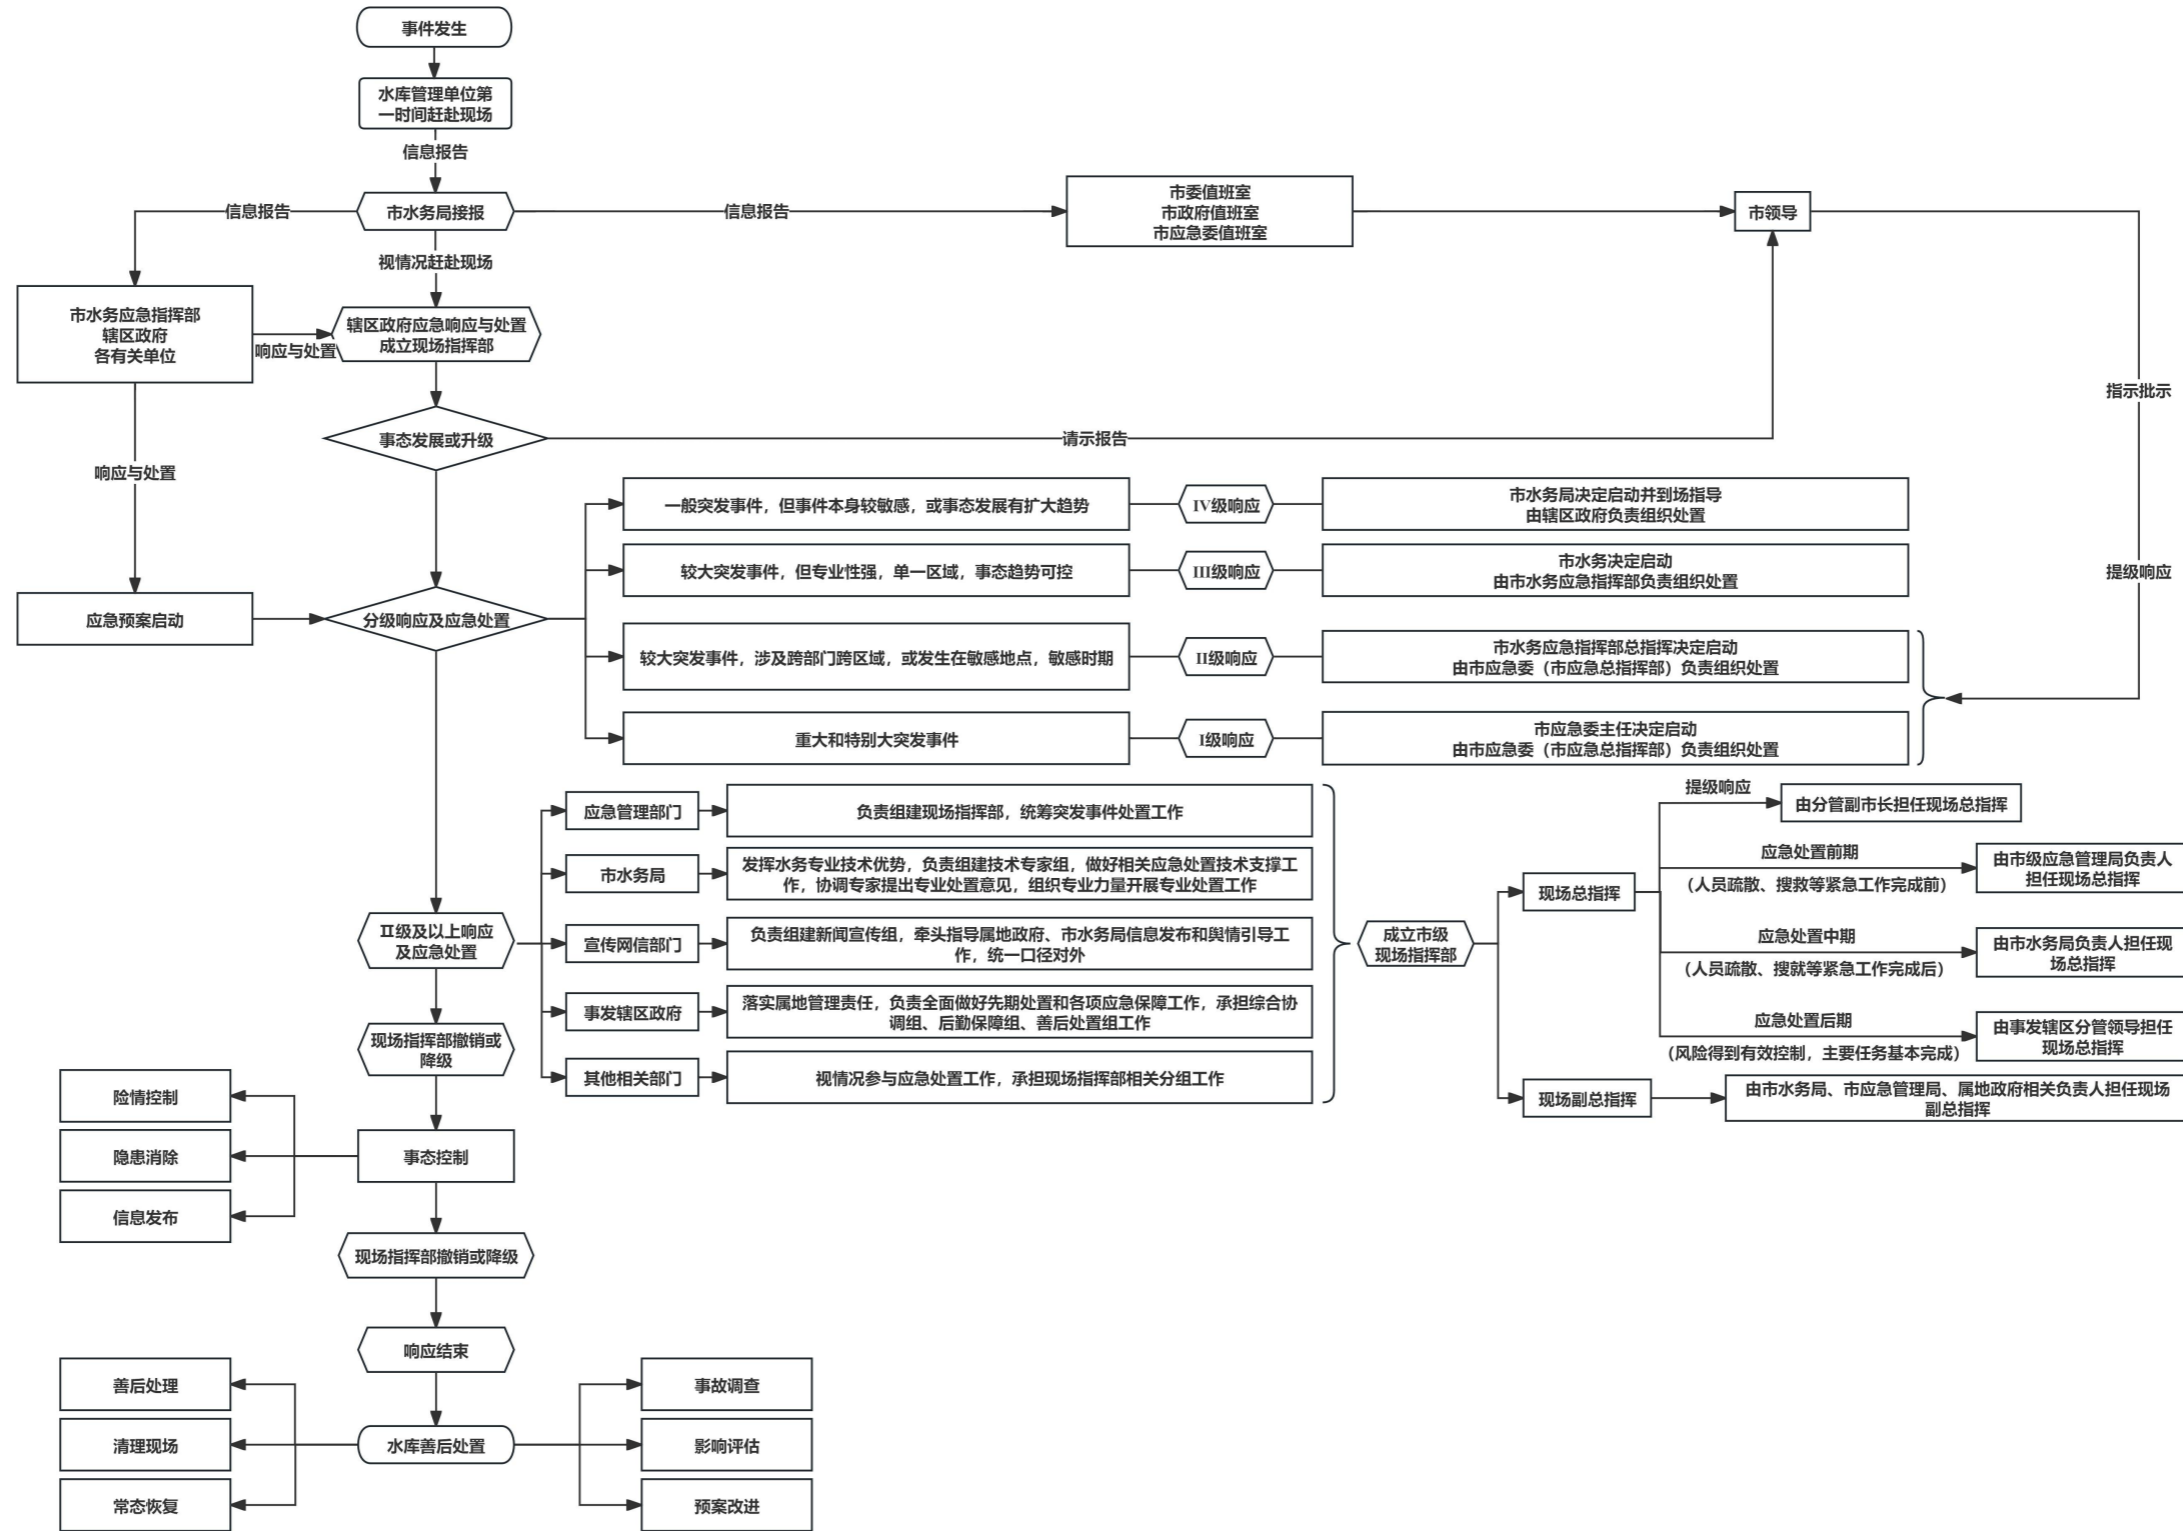 事件发生
水库管理单位第
一时间赶赴现场
信息报告
信息报告
市水务局接报
信息报告
市委值班室
市政府值班室
市应急委值班室
市领导
视情况赶赴现场
市水务应急指挥部
辖区政府
各有关单位
响应与处置
辖区政府应急响应与处置
成立现场指挥部
指示批示
事态发展或升级
请示报告
响应与处置
一般突发事件，但事件本身较敏感，或事态发展有扩大趋势
IV级响应
市水务局决定启动并到场指导
由辖区政府负责组织处置
较大突发事件，但专业性强，单一区域，事态趋势可控
III级响应
市水务决定启动
由市水务应急指挥部负责组织处置
提级响应
应急预案启动
分级响应及应急处置
较大突发事件，涉及跨部门跨区域，或发生在敏感地点，敏感时期
II级响应
市水务应急指挥部总指挥决定启动
由市应急委（市应急总指挥部）负责组织处置
重大和特别大突发事件
I级响应
市应急委主任决定启动
由市应急委（市应急总指挥部）负责组织处置
应急管理部门
负责组建现场指挥部，统筹突发事件处置工作
市水务局
发挥水务专业技术优势，负责组建技术专家组，做好相关应急处置技术支撑工
作，协调专家提出专业处置意见，组织专业力量开展专业处置工作
II级及以上响应
及应急处置
宣传网信部门
负责组建新闻宣传组，牵头指导属地政府、市水务局信息发布和舆情引导工
作，统一口径对外
事发辖区政府
落实属地管理责任，负责全面做好先期处置和各项应急保障工作，承担综合协
调组、后勤保障组、善后处置组工作
其他相关部门
视情况参与应急处置工作，承担现场指挥部相关分组工作
成立市级
现场指挥部
现场总指挥
提级响应
由分管副市长担任现场总指挥
应急处置前期
（人员疏散、搜救等紧急工作完成前）
由市级应急管理局负责人
担任现场总指挥
应急处置中期
（人员疏散、搜就等紧急工作完成后）
由市水务局负责人担任现
场总指挥
应急处置后期
（风险得到有效控制，主要任务基本完成）
由事发辖区分管领导担任
现场总指挥
现场副总指挥
由市水务局、市应急管理局、属地政府相关负责人担任现场
副总指挥
现场指挥部撤销或
降级
险情控制
隐患消除
信息发布
事态控制
现场指挥部撤销或降级
响应结束
善后处理
清理现场
常态恢复
水库善后处置
事故调查
影响评估
预案改进